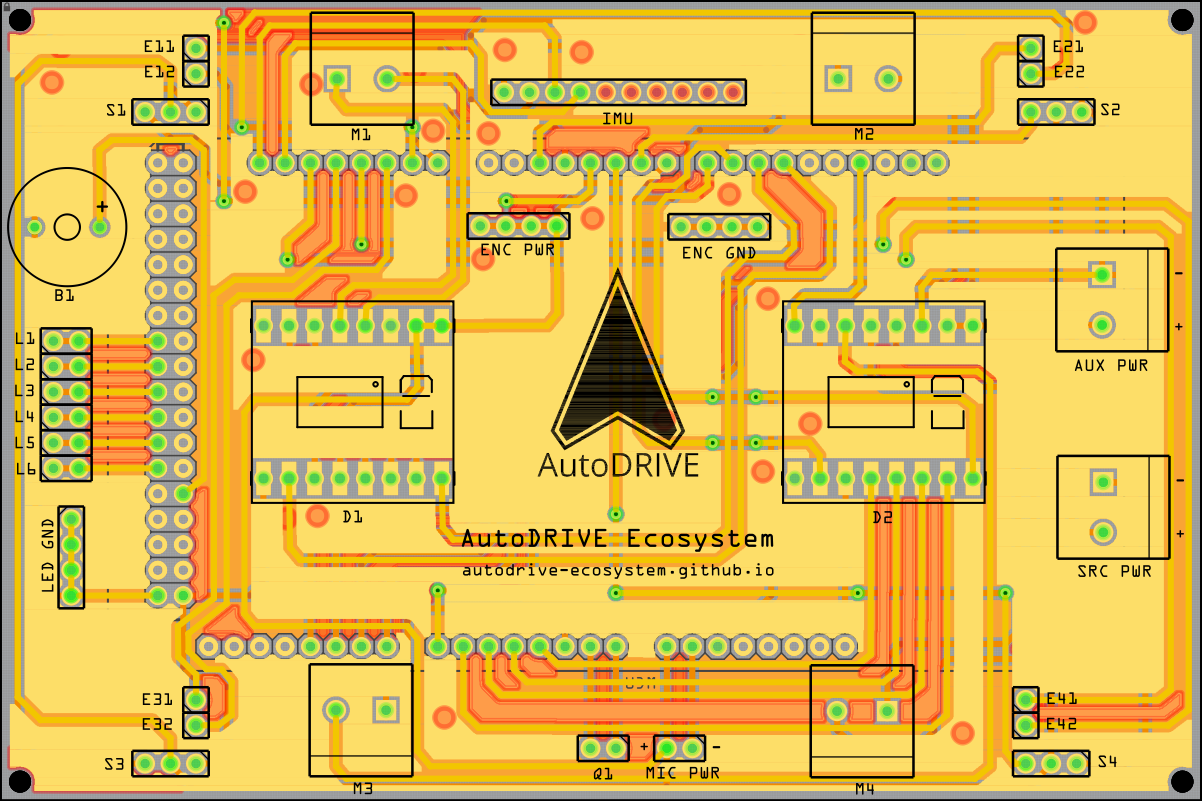 E11
E12
S1
M1
IMU
M2
E21
E22
S2
+
B1
ENC PWR
ENC GND
-
+
AUX PWR
L1
L2
L3
L4
L5
L6
AutoDRIVE
D1
D2
-
+
SRC PWR
LED GND
AutoDRIVE Ecosystem
autodrive-ecosystem.github.io
E31
E32
S3
M3
Q1
+
-
MIC PWR
M4
E41
E42
S4